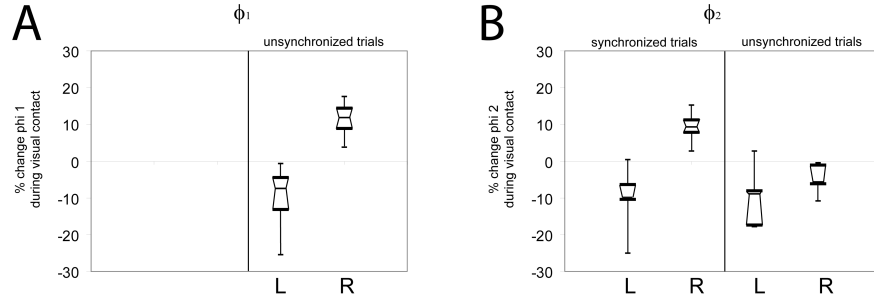 A
ϕ1
unsynchronized trials
% change phi 1
during visual contact
30
20
10
0
-10
-20
-30
L R
B
ϕ2
synchronized trials unsynchronized trials
% change phi 2
during visual contact
30
20
10
0
-10
-20
-30
L R L R